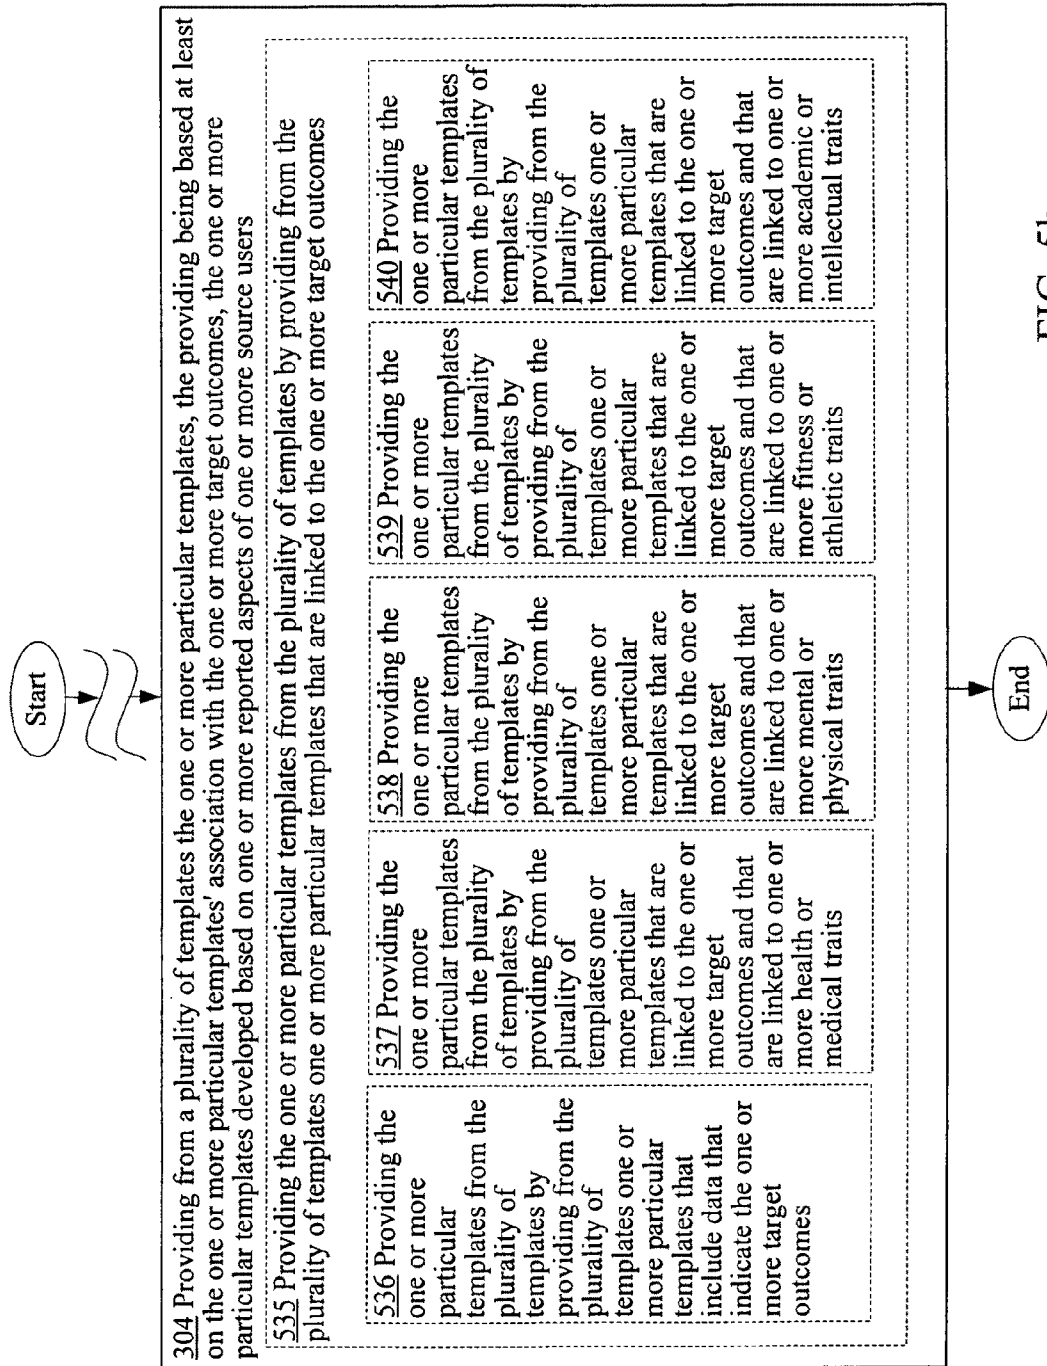 Start
304 Providing from a plurality of templates the one or more particular templates, the providing being based at least
on the one or more particular templates' association with the one or more target outcomes, the one or more
particular templates developed based on one or more reported aspects of one or more source users
535 Providing the one or more particular templates from the plurality of templates by providing from the
plurality of templates one or more particular templates that are linked to the one or more target outcomes
536 Providing the
one or more
particular
templates from the
plurality of
templates by
providing from the
plurality of
templates one or
more particular
templates that
include data that
indicate the one or
more target
outcomes
537 Providing the
one or more
particular templates
from the plurality
of templates by
providing from the
plurality of
templates one or
more particular
templates that are
linked to the one or
more target
outcomes and that
are linked to one or
more health or
medical traits
538 Providing the
one or more
particular templates
from the plurality
of templates by
providing from the
plurality of
templates one or
more particular
templates that are
linked to the one or
more target
outcomes and that
are linked to one or
more mental or
physical traits
539 Providing the
one or more
particular templates
from the plurality
of templates by
providing from the
plurality of
templates one or
more particular
templates that are
linked to the one or
more target
outcomes and that
are linked to one or
more fitness or
athletic traits
540 Providing the
one or more
particular templates
from the plurality of
templates by
providing from the
plurality of
templates one or
more particular
templates that are
linked to the one or
more target
outcomes and that
are linked to one or
more academic or
intellectual traits
End
FIG.